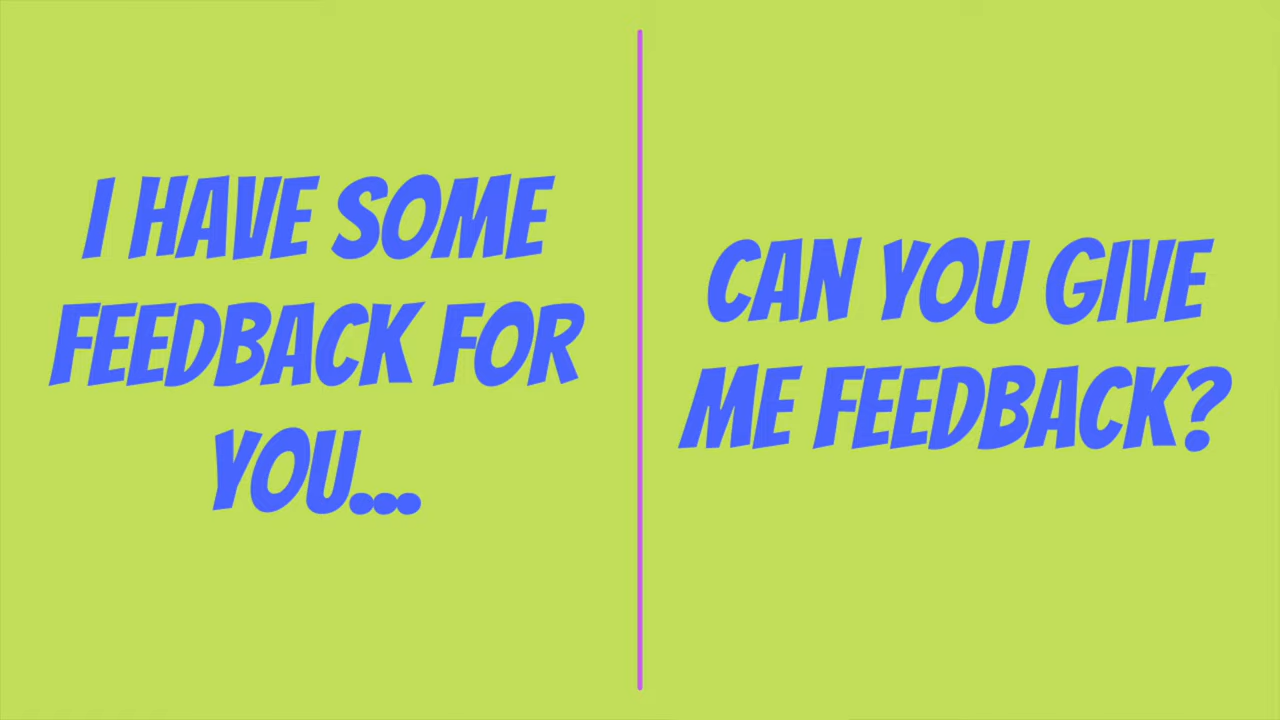 I HAVE SOME
FEEDBACK FOR
YOU...
CAN YOU GIVE
ME FEEDBACK?